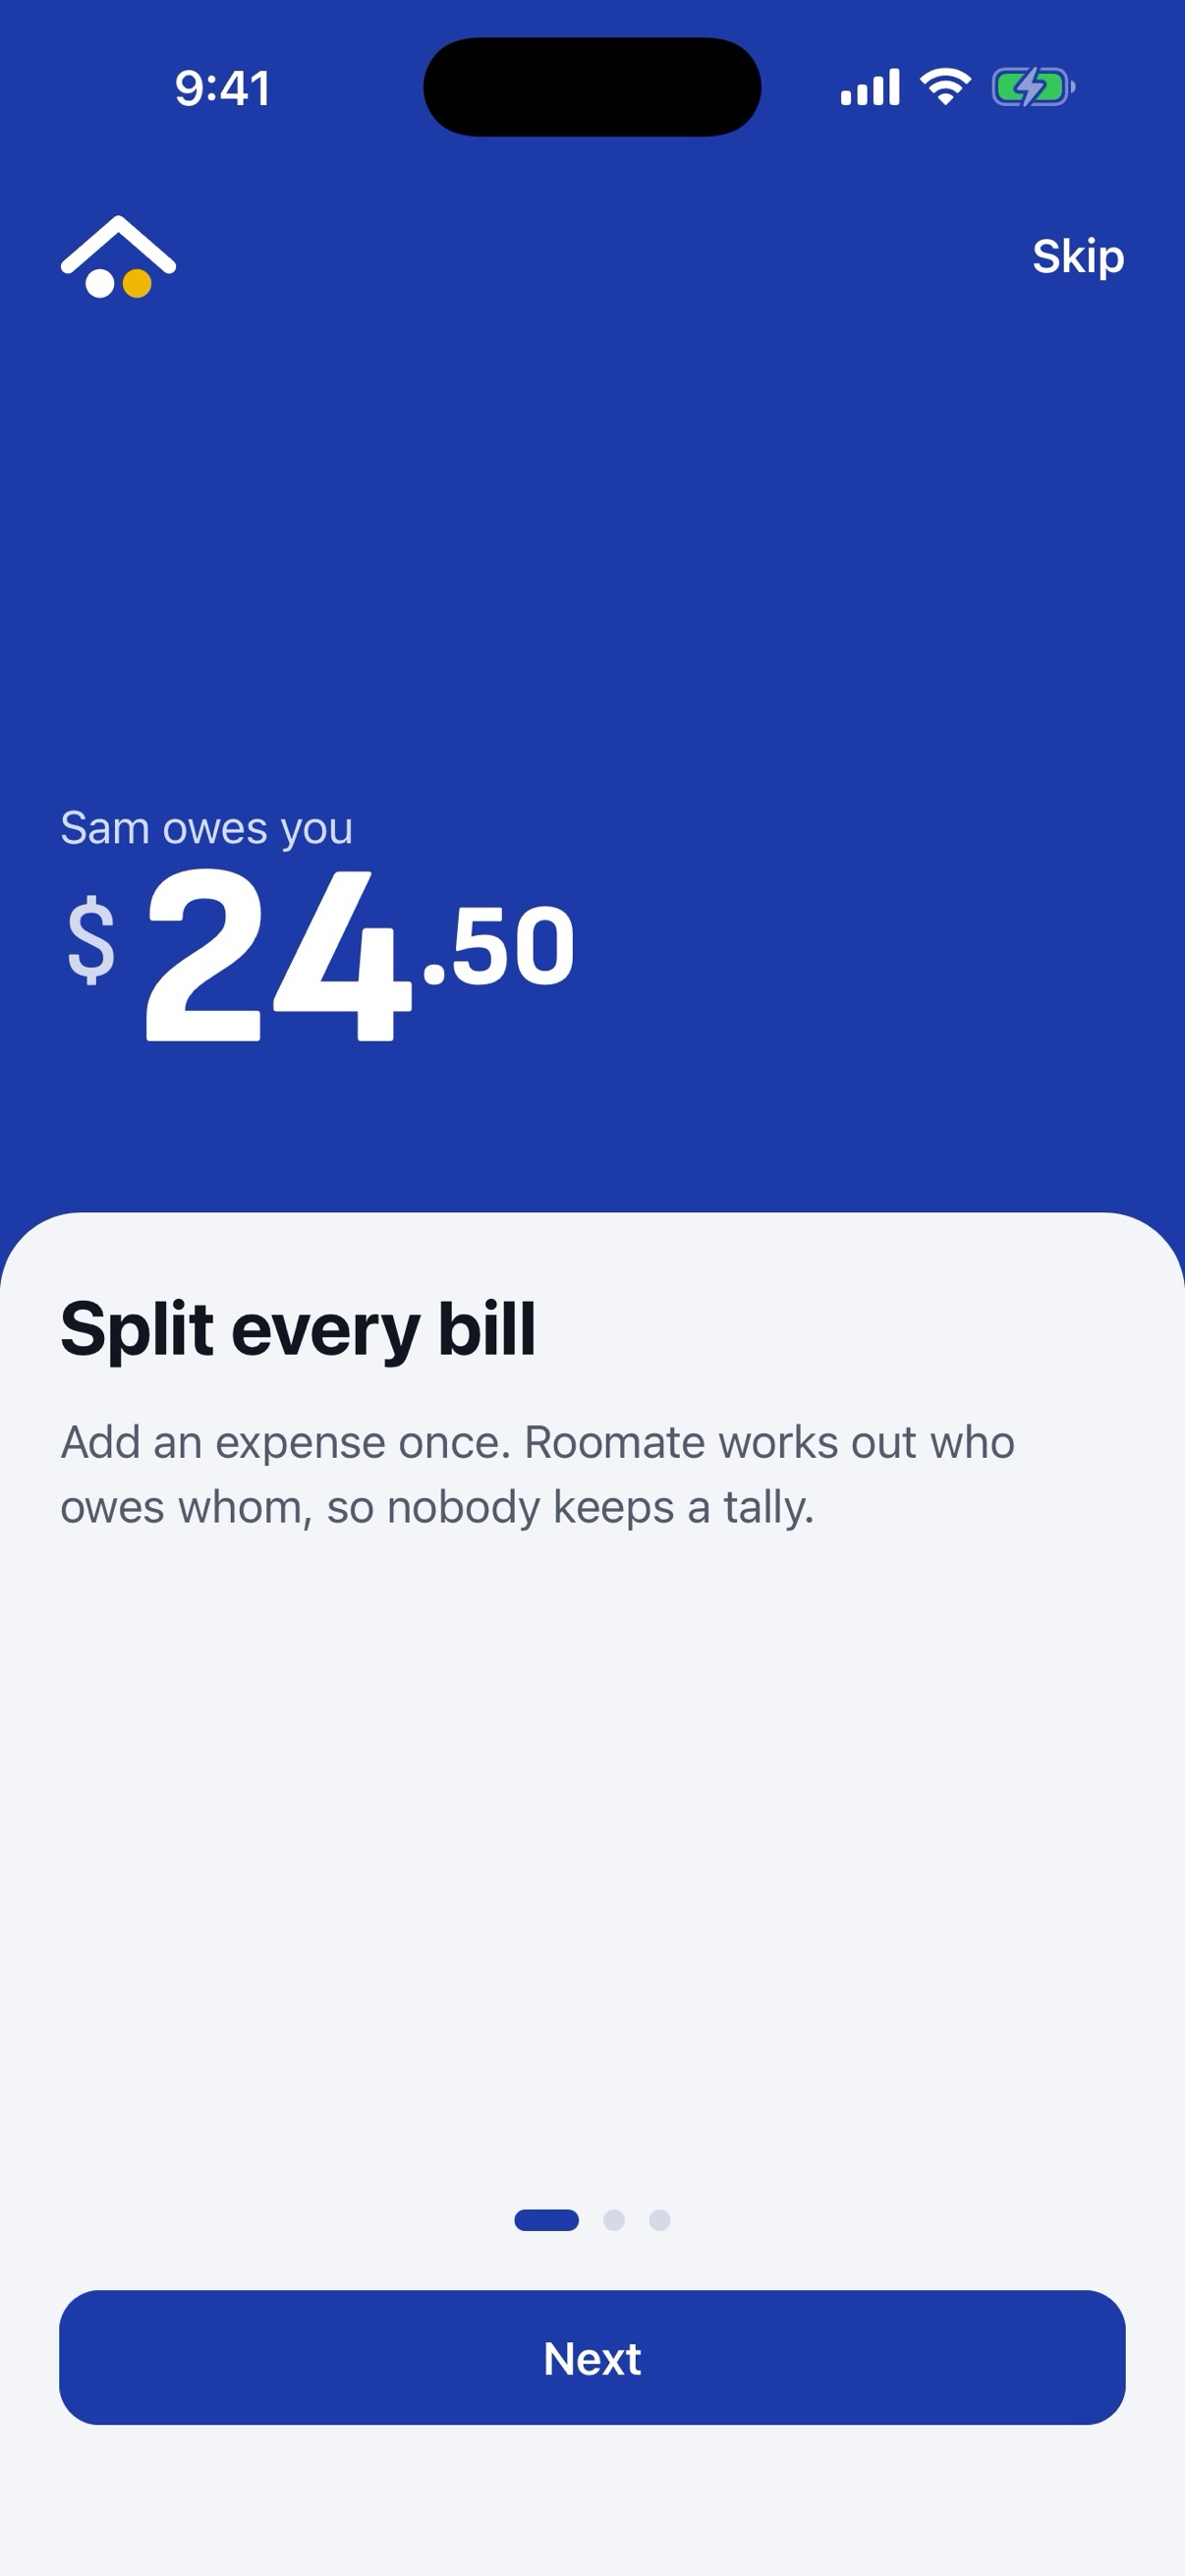 9:41
Skip
Sam owes you
$24.50
Split every bill
Add an expense once. Roomate works out who
owes whom, so nobody keeps a tally.
Next